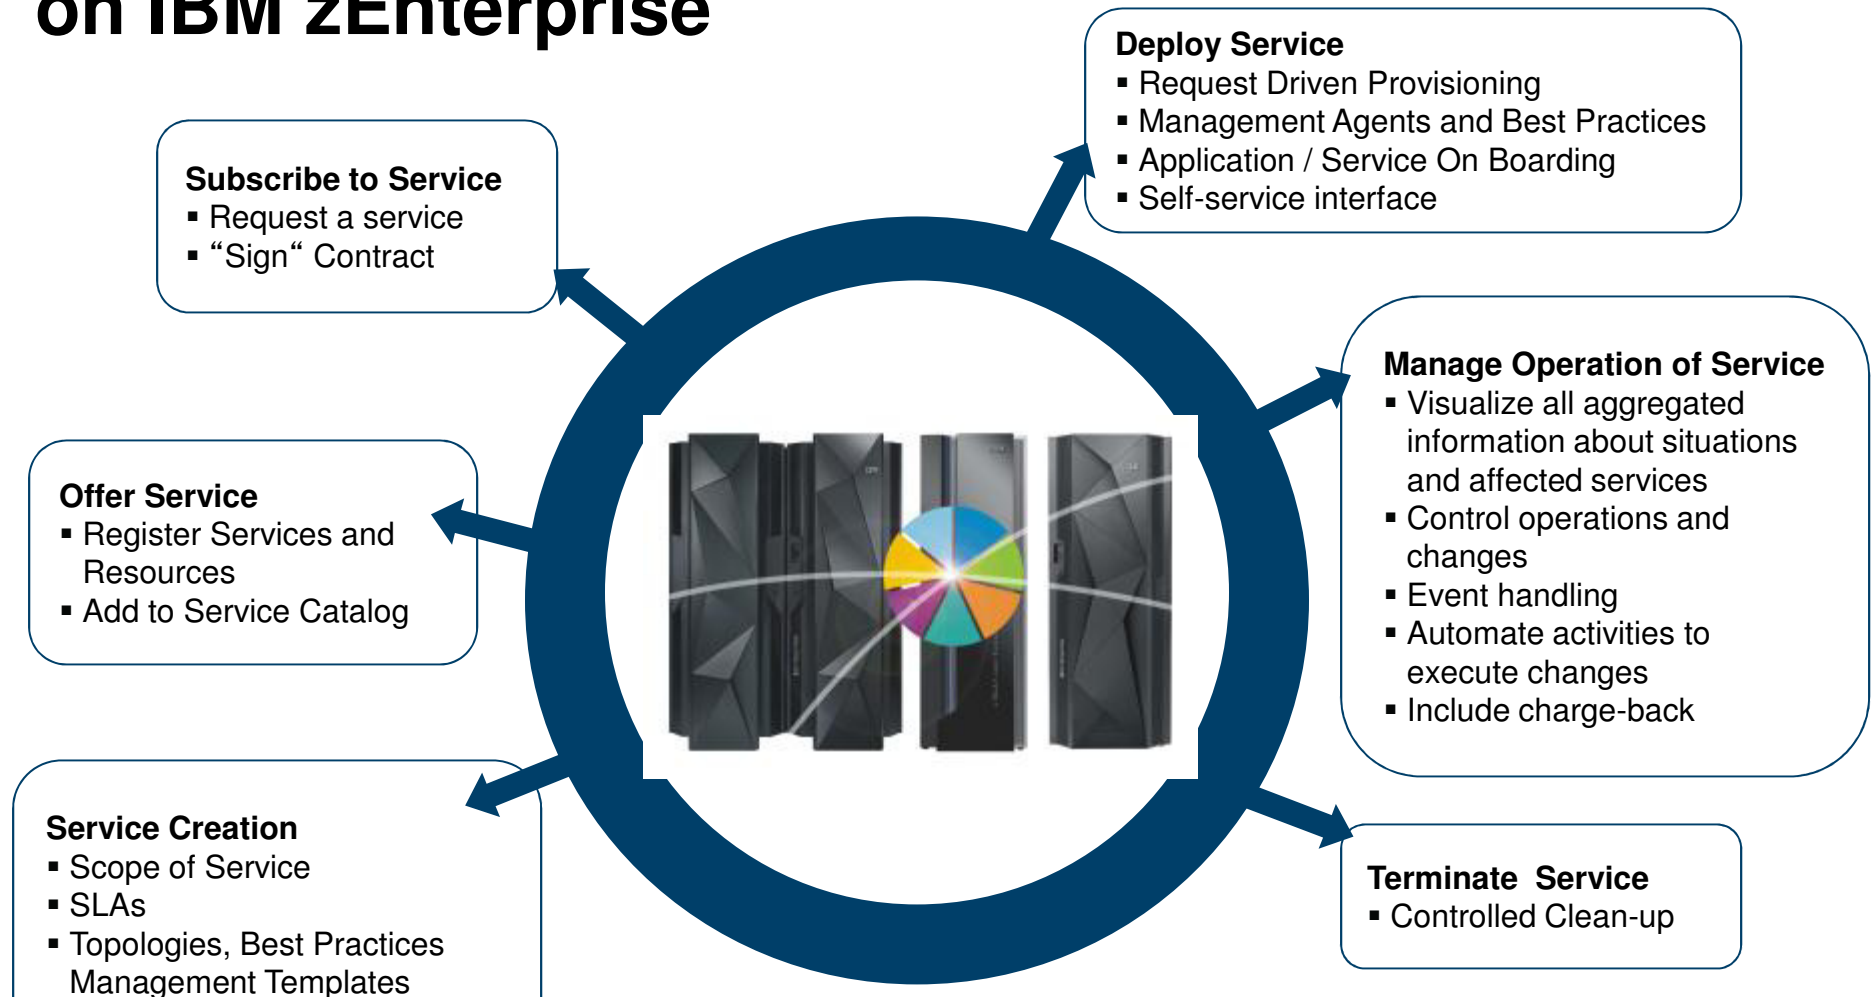 on IBM zEnterprise
Deploy Service
▪ Request Driven Provisioning
▪ Management Agents and Best Practices
▪ Application / Service On Boarding
▪ Self-service interface
Subscribe to Service
▪ Request a service
▪ “Sign“ Contract
Manage Operation of Service
▪ Visualize all aggregated
information about situations
and affected services
▪ Control operations and
changes
▪ Event handling
▪ Automate activities to
execute changes
▪ Include charge-back
Offer Service
▪ Register Services and
Resources
▪ Add to Service Catalog
Service Creation
▪ Scope of Service
▪ SLAs
▪ Topologies, Best Practices
Management Templates
Terminate  Service
▪ Controlled Clean-up